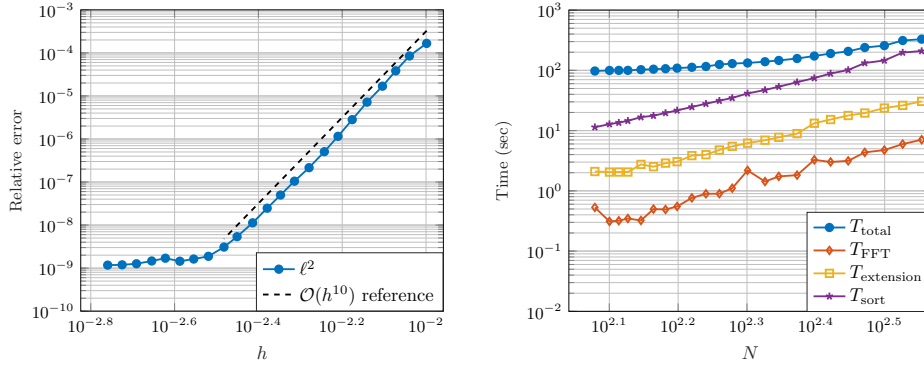 10^−3
10^−4
10^−5
10^−6
10^−7
10^−8
10^−9
10^−10
Relative error
10^−2.8
10^−2.6
10^−2.4
10^−2.2
10^−2
h
ℓ^2
𝒪(h^10) reference
10^3
10^2
10^1
10^0
10^−1
10^−2
Time (sec)
10^2.1
10^2.2
10^2.3
10^2.4
10^2.5
N
T_total
T_FFT
T_extension
T_sort